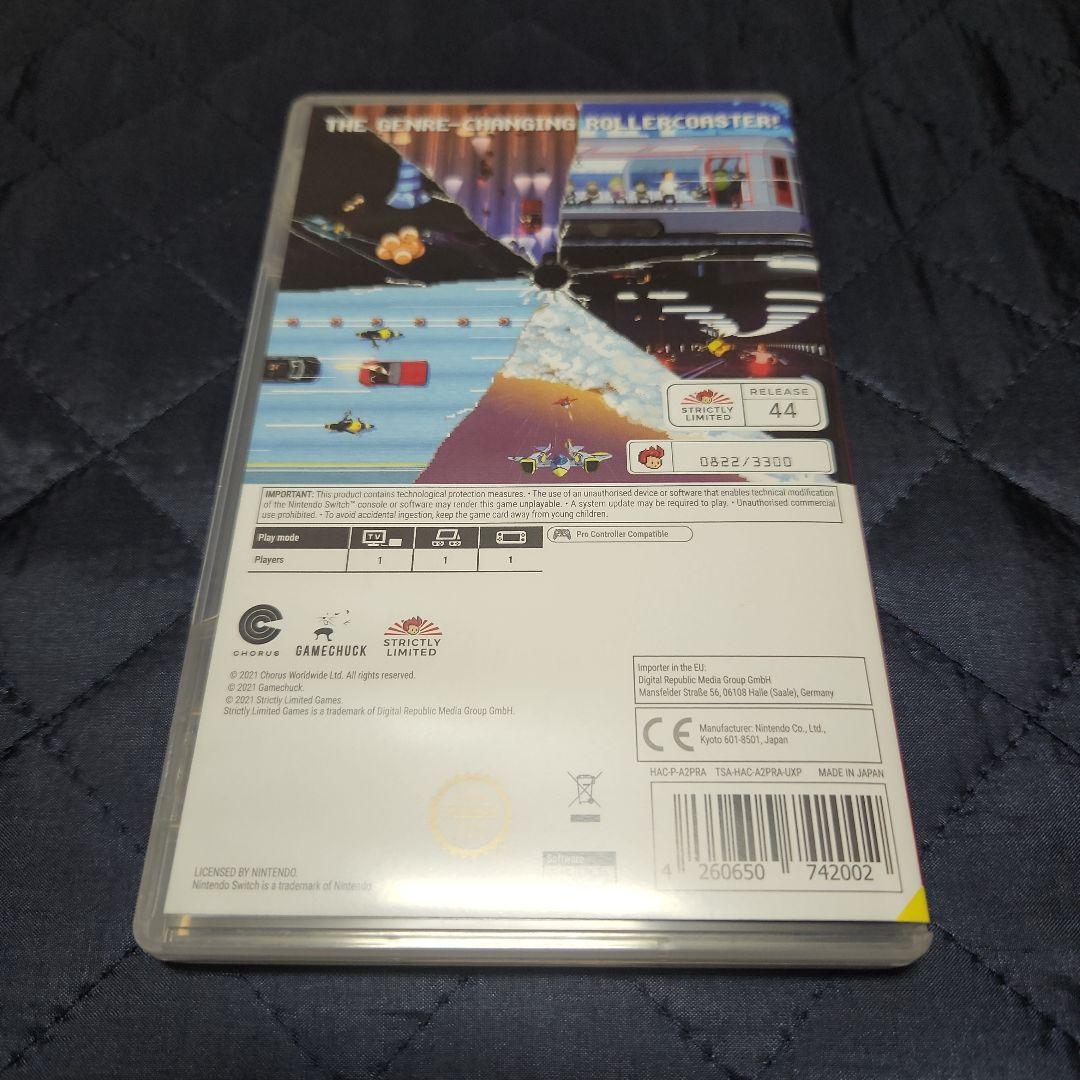 THE GENRE-CHANGING ROLLERCOASTER!
STRICTLY LIMITED
RELEASE
44
0822/3300
IMPORTANT: This product contains technological protection measures. • The use of an unauthorised device or software that enables technical modification
of the Nintendo Switch™ console or software may render this game unplayable. • A system update may be required to play. • Unauthorised commercial
use prohibited. • To avoid accidental ingestion, keep the game card away from young children.
Play mode
TV
Pro Controller Compatible
Players 1 1 1
CHORUS
GAMECHUCK
STRICTLY LIMITED
© 2021 Chorus Worldwide Ltd. All rights reserved.
© 2021 Gamechuck.
© 2021 Strictly Limited Games.
Strictly Limited Games is a trademark of Digital Republic Media Group GmbH.
Importer in the EU:
Digital Republic Media Group GmbH
Mansfelder Straße 56, 06108 Halle (Saale), Germany
CE
Manufacturer: Nintendo Co., Ltd.,
Kyoto 601-8501, Japan
HAC-P-A2PRA TSA-HAC-A2PRA-UXP MADE IN JAPAN
4 260650 742002
Software
LICENSED BY NINTENDO.
Nintendo Switch is a trademark of Nintendo